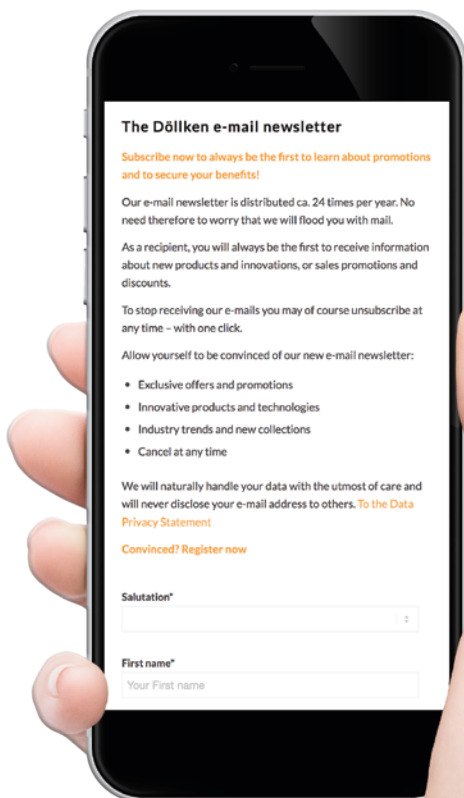 The Döllken e-mail newsletter
Subscribe now to always be the first to learn about promotions
and to secure your benefits!
Our e-mail newsletter is distributed ca. 24 times per year. No
need therefore to worry that we will flood you with mail.
As a recipient, you will always be the first to receive information
about new products and innovations, or sales promotions and
discounts.
To stop receiving our e-mails you may of course unsubscribe at
any time – with one click.
Allow yourself to be convinced of our new e-mail newsletter:
• Exclusive offers and promotions
• Innovative products and technologies
• Industry trends and new collections
• Cancel at any time
We will naturally handle your data with the utmost of care and
will never disclose your e-mail address to others. To the Data
Privacy Statement
Convinced? Register now
Salutation*
First name*
Your First name